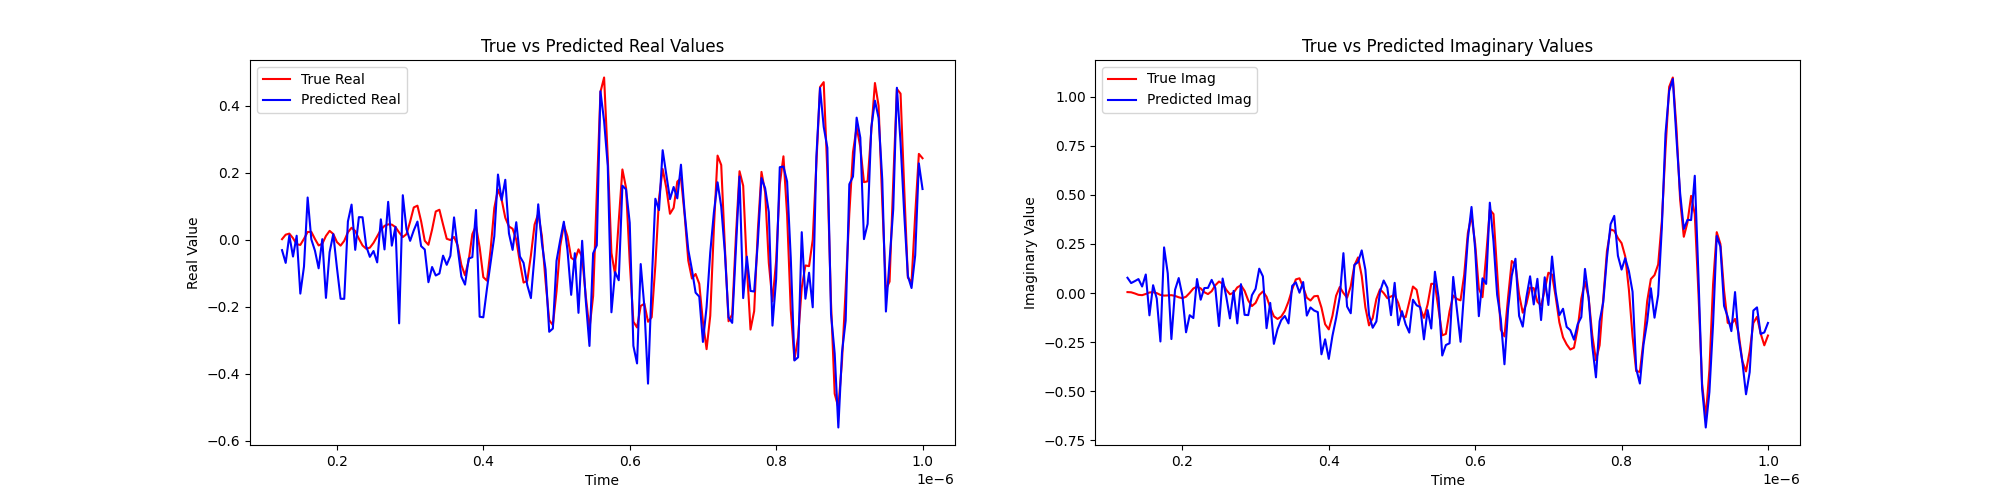 True vs Predicted Real Values
True Real
Predicted Real
Real Value
0.4
0.2
0.0
−0.2
−0.4
−0.6
0.2
0.4
0.6
0.8
1.0
1e−6
Time
True vs Predicted Imaginary Values
True Imag
Predicted Imag
Imaginary Value
1.00
0.75
0.50
0.25
0.00
−0.25
−0.50
−0.75
0.2
0.4
0.6
0.8
1.0
1e−6
Time